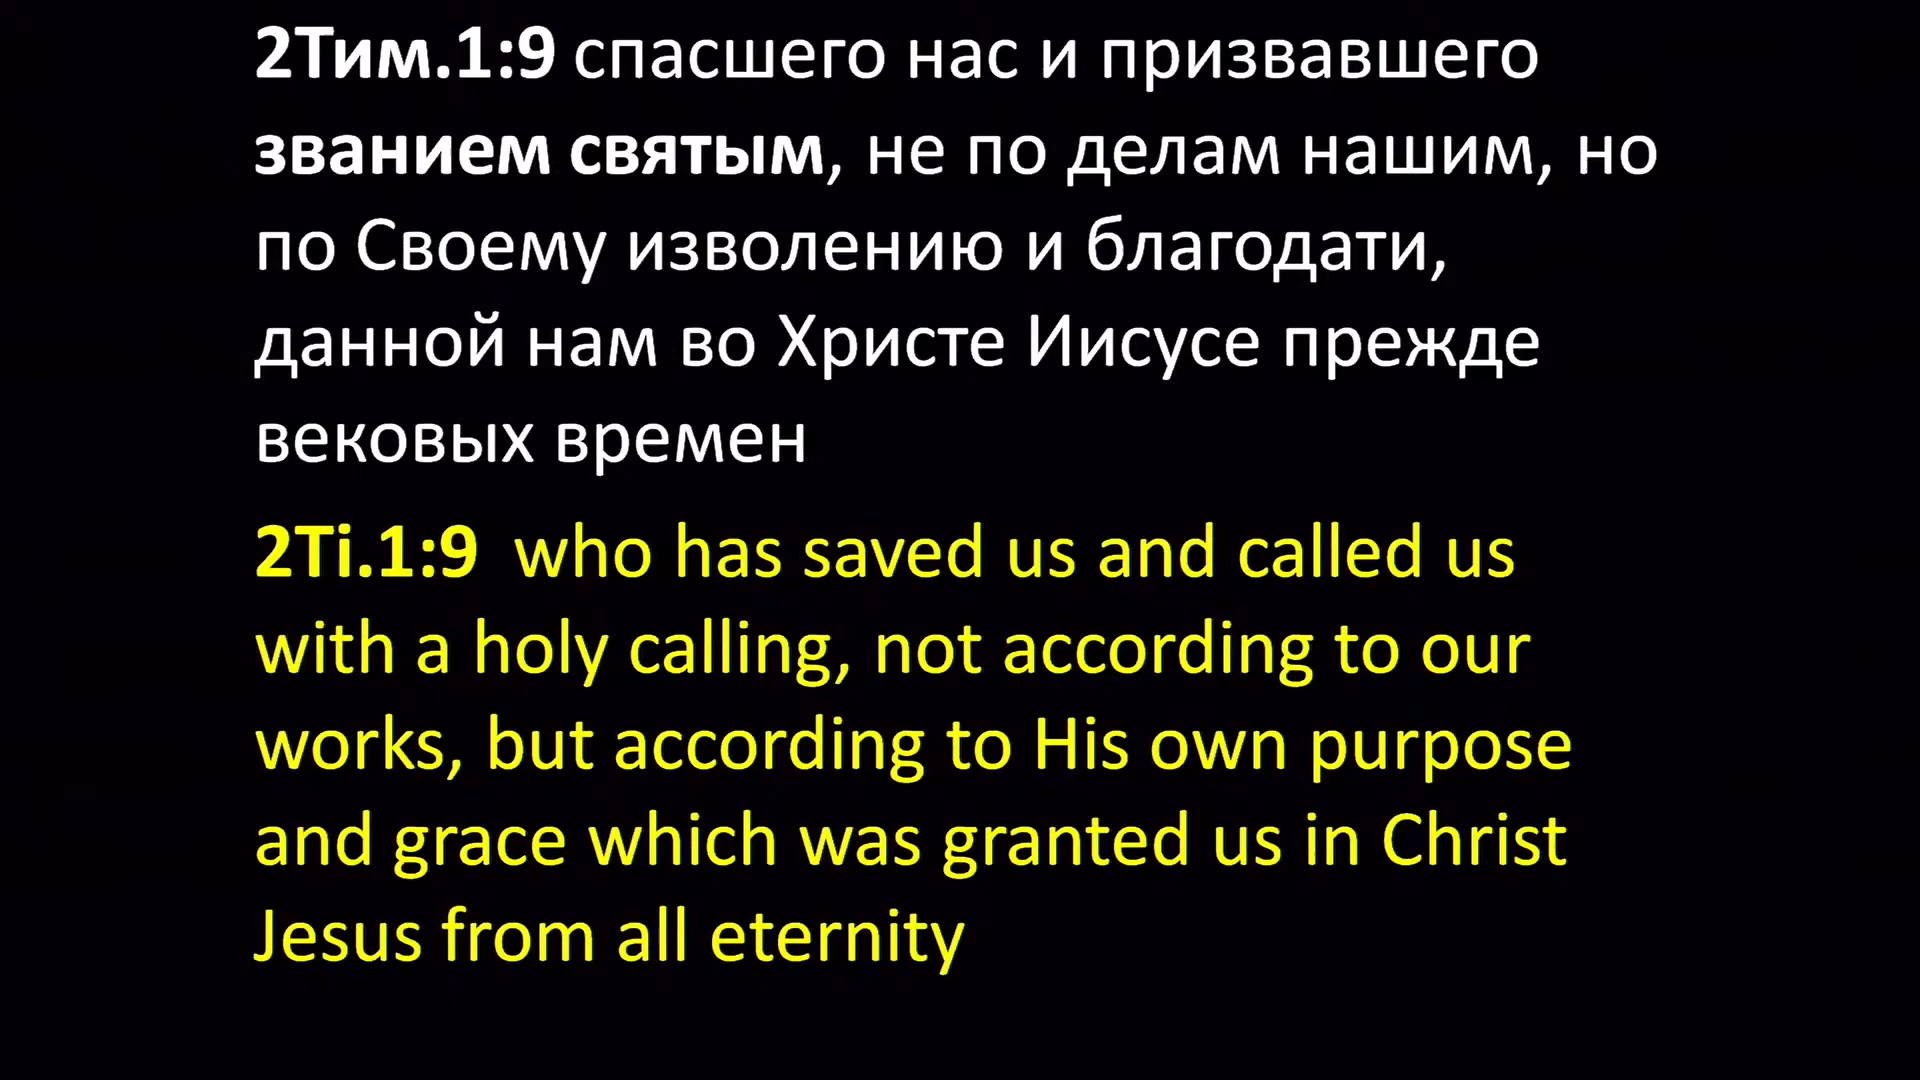 2Тим.1:9 спасшего нас и призвавшего
званием святым, не по делам нашим, но
по Своему изволению и благодати,
данной нам во Христе Иисусе прежде
вековых времен
2Ti.1:9 who has saved us and called us
with a holy calling, not according to our
works, but according to His own purpose
and grace which was granted us in Christ
Jesus from all eternity